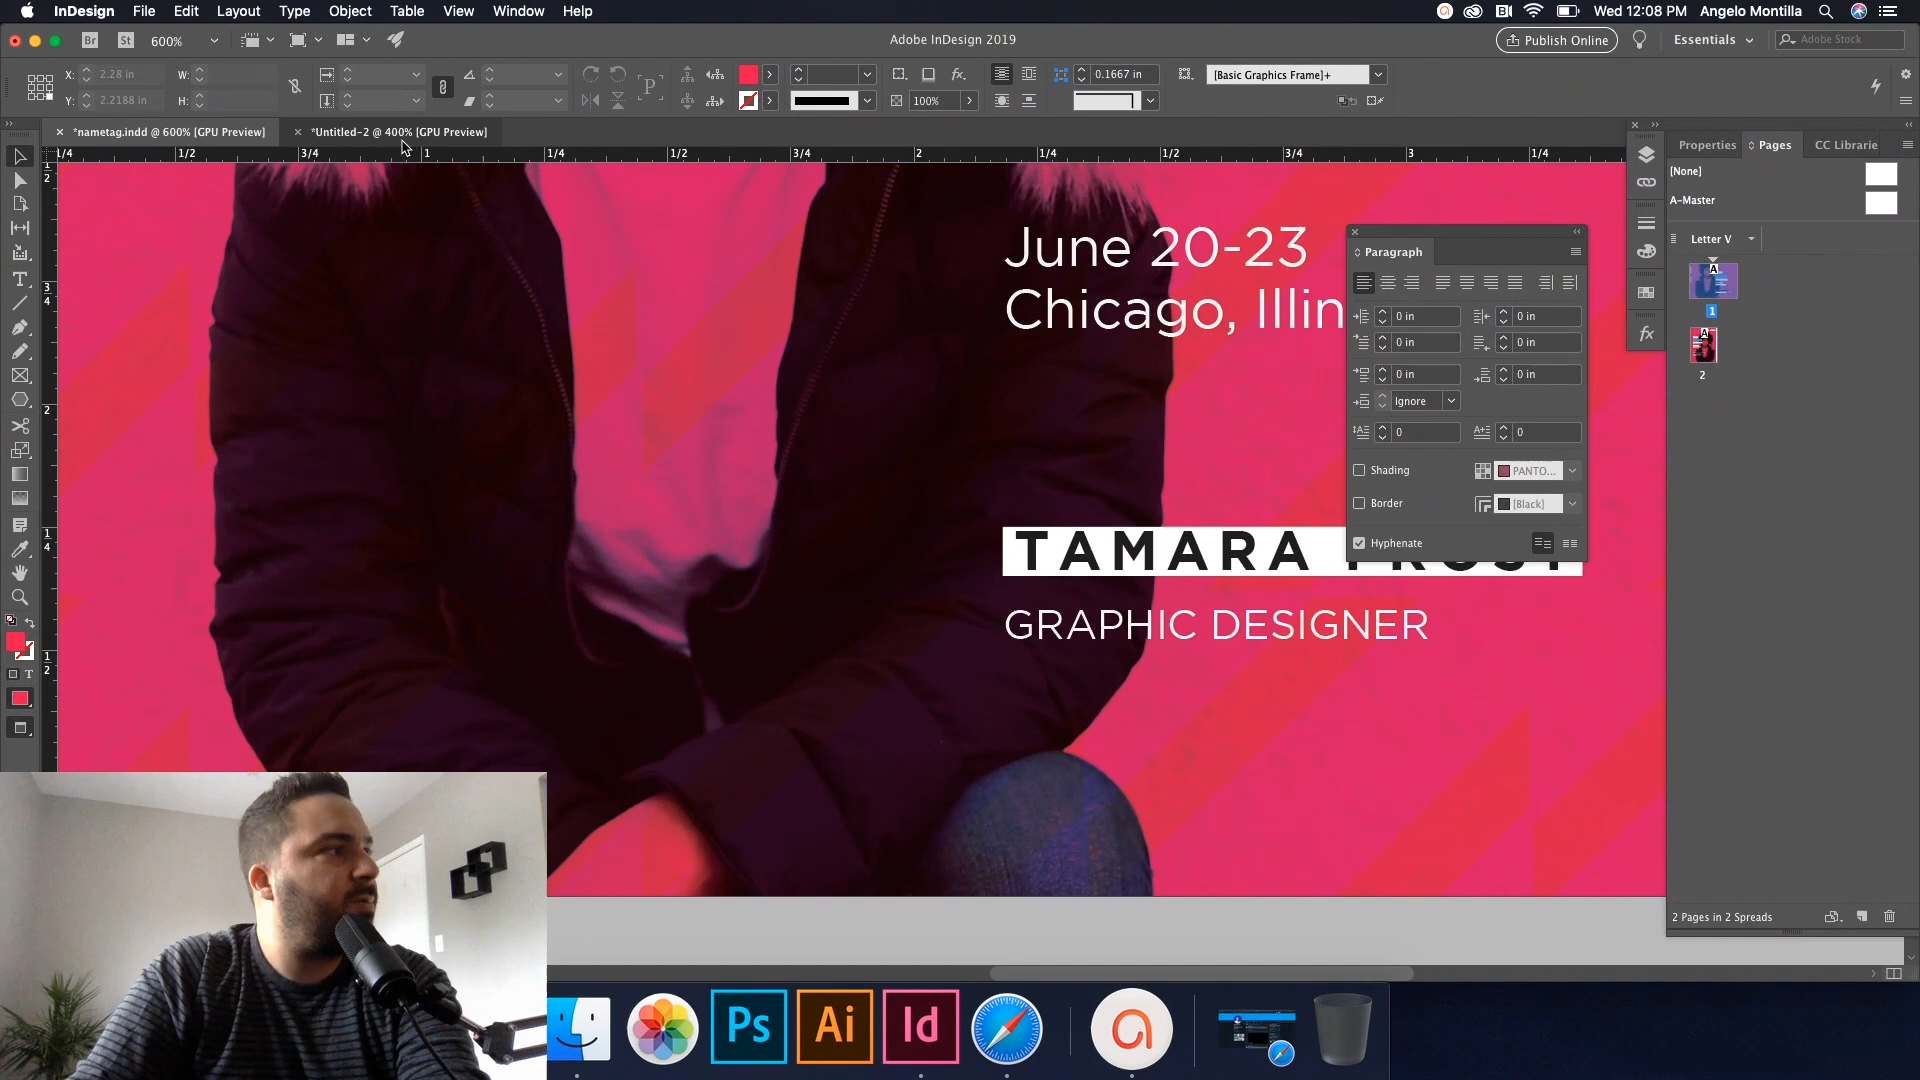 InDesign File Edit Layout Type Object Table View Window Help
Wed 12:08 PM Angelo Montilla
Br St 600%
Adobe InDesign 2019
Publish Online Essentials Adobe Stock
X: 2.28 in W:
Y: 2.2188 in H:
P
fx.
100%
0.1667 in
[Basic Graphics Frame]+
*nametag.indd @ 600% [GPU Preview] *Untitled-2 @ 400% [GPU Preview]
1/4 1/2 3/4 1 1/4 1/2 3/4 2 1/4 1/2 3/4 3 1/4
Properties Pages CC Librarie
[None]
A-Master
Letter V
A
1
A
2
2 Pages in 2 Spreads
June 20-23
Chicago, Illin
Paragraph
0 in 0 in
0 in 0 in
0 in 0 in
Ignore
0 0
Shading PANTO...
Border [Black]
Hyphenate
TAMARA FROST
GRAPHIC DESIGNER
fx
T
Ps Ai Id